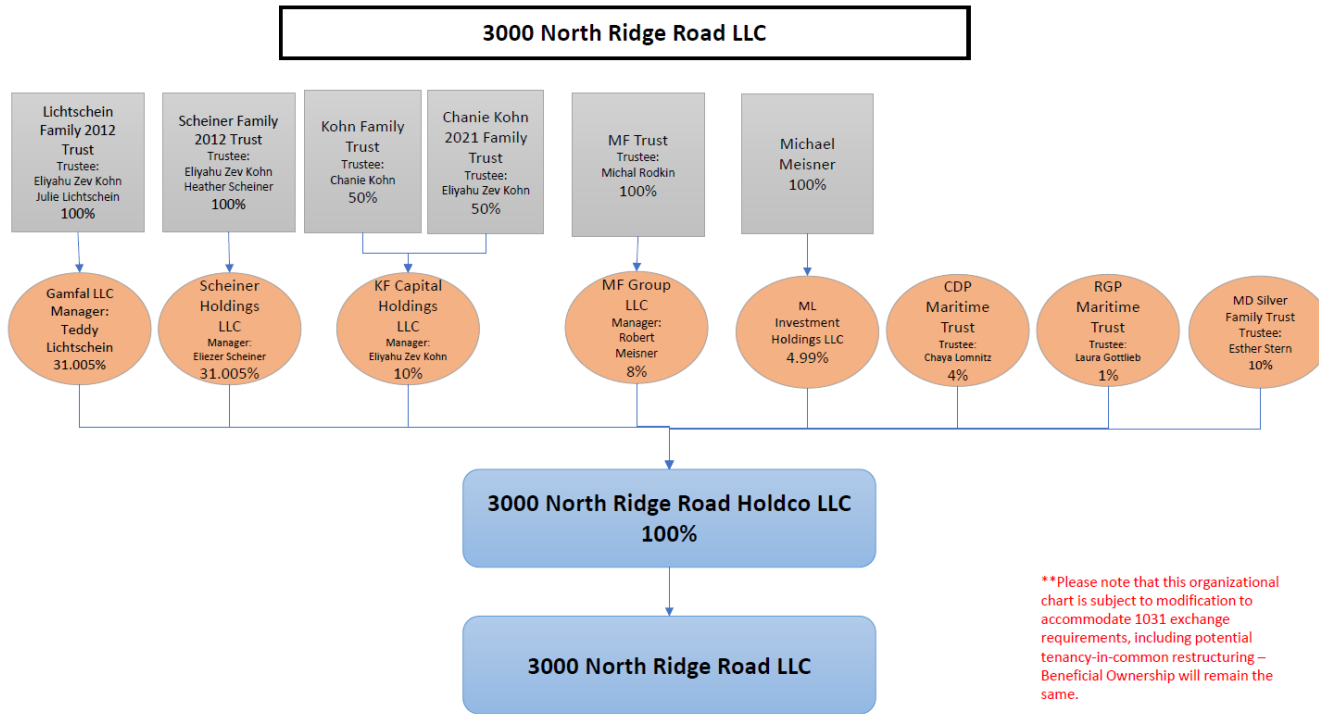 3000 North Ridge Road LLC
Lichtschein
Family 2012
Trust
Trustee:
Eliyahu Zev Kohn
Julie Lichtschein
100%
Scheiner Family
2012 Trust
Trustee:
Eliyahu Zev Kohn
Heather Scheiner
100%
Kohn Family
Trust
Trustee:
Chanie Kohn
50%
Chanie Kohn
2021 Family
Trust
Trustee:
Eliyahu Zev Kohn
50%
MF Trust
Trustee:
Michal Rodkin
100%
Michael
Meisner
100%
Gamfal LLC
Manager:
Teddy
Lichtschein
31.005%
Scheiner
Holdings
LLC
Manager:
Eliezer Scheiner
31.005%
KF Capital
Holdings
LLC
Manager:
Eliyahu Zev Kohn
10%
MF Group
LLC
Manager:
Robert
Meisner
8%
ML
Investment
Holdings LLC
4.99%
CDP
Maritime
Trust
Trustee:
Chaya Lomnitz
4%
RGP
Maritime
Trust
Trustee:
Laura Gottlieb
1%
MD Silver
Family Trust
Trustee:
Esther Stern
10%
3000 North Ridge Road Holdco LLC
100%
3000 North Ridge Road LLC
**Please note that this organizational
chart is subject to modification to
accommodate 1031 exchange
requirements, including potential
tenancy-in-common restructuring –
Beneficial Ownership will remain the
same.